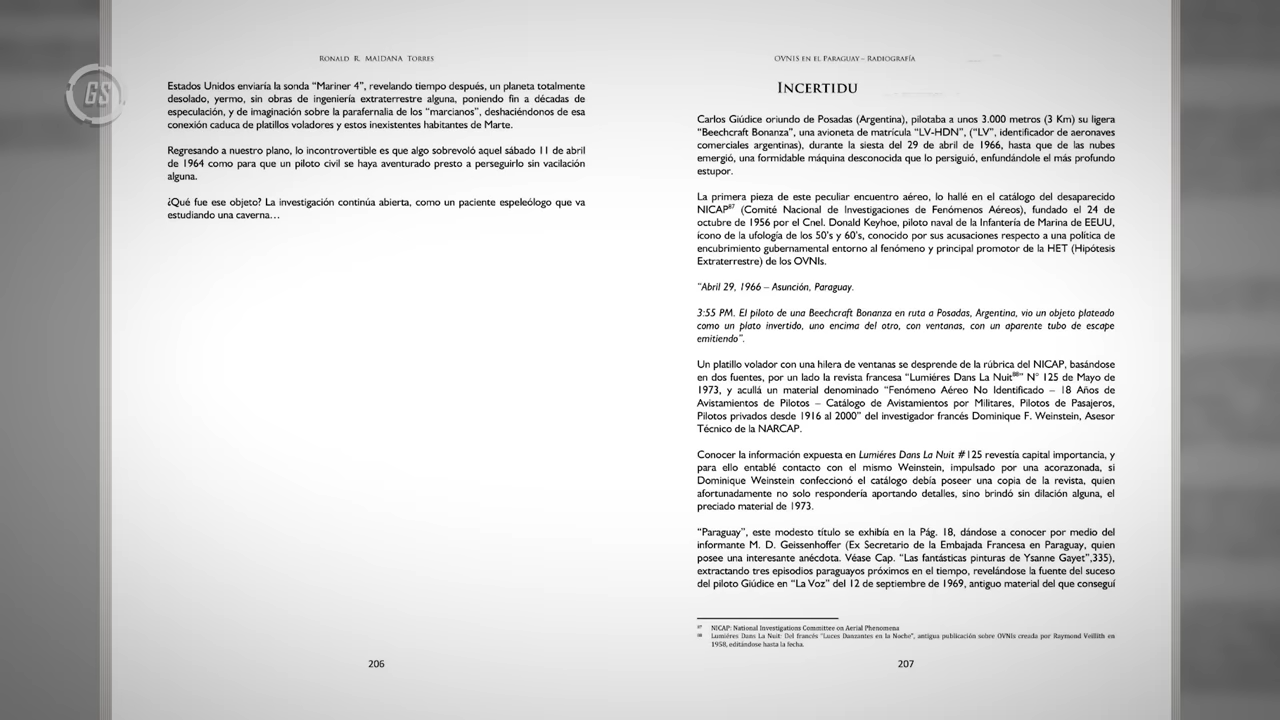 GS
Ronald R. Maidana Torres
Estados Unidos enviaría la sonda “Mariner 4”, revelando tiempo después, un planeta totalmente
desolado, yermo, sin obras de ingeniería extraterrestre alguna, poniendo fin a décadas de
especulación, y de imaginación sobre la parafernalia de los “marcianos”, deshaciéndonos de esa
conexión caduca de platillos voladores y estos inexistentes habitantes de Marte.
Regresando a nuestro plano, lo incontrovertible es que algo sobrevoló aquel sábado 11 de abril
de 1964 como para que un piloto civil se haya aventurado presto a perseguirlo sin vacilación
alguna.
¿Qué fue ese objeto? La investigación continúa abierta, como un paciente espeleólogo que va
estudiando una caverna…
206
OVNIS en el Paraguay – Radiografía
Incertidu
Carlos Giúdice oriundo de Posadas (Argentina), pilotaba a unos 3.000 metros (3 Km) su ligera
“Beechcraft Bonanza”, una avioneta de matrícula “LV-HDN”, (“LV”, identificador de aeronaves
comerciales argentinas), durante la siesta del 29 de abril de 1966, hasta que de las nubes
emergió, una formidable máquina desconocida que lo persiguió, enfundándole el más profundo
estupor.
La primera pieza de este peculiar encuentro aéreo, lo hallé en el catálogo del desaparecido
NICAP87 (Comité Nacional de Investigaciones de Fenómenos Aéreos), fundado el 24 de
octubre de 1956 por el Cnel. Donald Keyhoe, piloto naval de la Infantería de Marina de EEUU,
ícono de la ufología de los 50’s y 60’s, conocido por sus acusaciones respecto a una política de
encubrimiento gubernamental entorno al fenómeno y principal promotor de la HET (Hipótesis
Extraterrestre) de los OVNIs.
“Abril 29, 1966 – Asunción, Paraguay.
3:55 PM. El piloto de una Beechcraft Bonanza en ruta a Posadas, Argentina, vio un objeto plateado
como un plato invertido, uno encima del otro, con ventanas, con un aparente tubo de escape
emitiendo”.
Un platillo volador con una hilera de ventanas se desprende de la rúbrica del NICAP, basándose
en dos fuentes, por un lado la revista francesa “Lumiéres Dans La Nuit88” N° 125 de Mayo de
1973, y acullá un material denominado “Fenómeno Aéreo No Identificado – 18 Años de
Avistamientos de Pilotos – Catálogo de Avistamientos por Militares, Pilotos de Pasajeros,
Pilotos privados desde 1916 al 2000” del investigador francés Dominique F. Weinstein, Asesor
Técnico de la NARCAP.
Conocer la información expuesta en Lumiéres Dans La Nuit #125 revestía capital importancia, y
para ello entablé contacto con el mismo Weinstein, impulsado por una acorazonada, si
Dominique Weinstein confeccionó el catálogo debía poseer una copia de la revista, quien
afortunadamente no solo respondería aportando detalles, sino brindó sin dilación alguna, el
preciado material de 1973.
“Paraguay”, este modesto título se exhibía en la Pág. 18, dándose a conocer por medio del
informante M. D. Geissenhoffer (Ex Secretario de la Embajada Francesa en Paraguay, quien
posee una interesante anécdota. Véase Cap. “Las fantásticas pinturas de Ysanne Gayet”,335),
extractando tres episodios paraguayos próximos en el tiempo, revelándose la fuente del suceso
del piloto Giúdice en “La Voz” del 12 de septiembre de 1969, antiguo material del que conseguí
87 NICAP: National Investigations Committee on Aerial Phenomena
88 Lumiéres Dans La Nuit: Del francés “Luces Danzantes en la Noche”, antigua publicación sobre OVNIs creada por Raymond Veillith en
1958, editándose hasta la fecha.
207